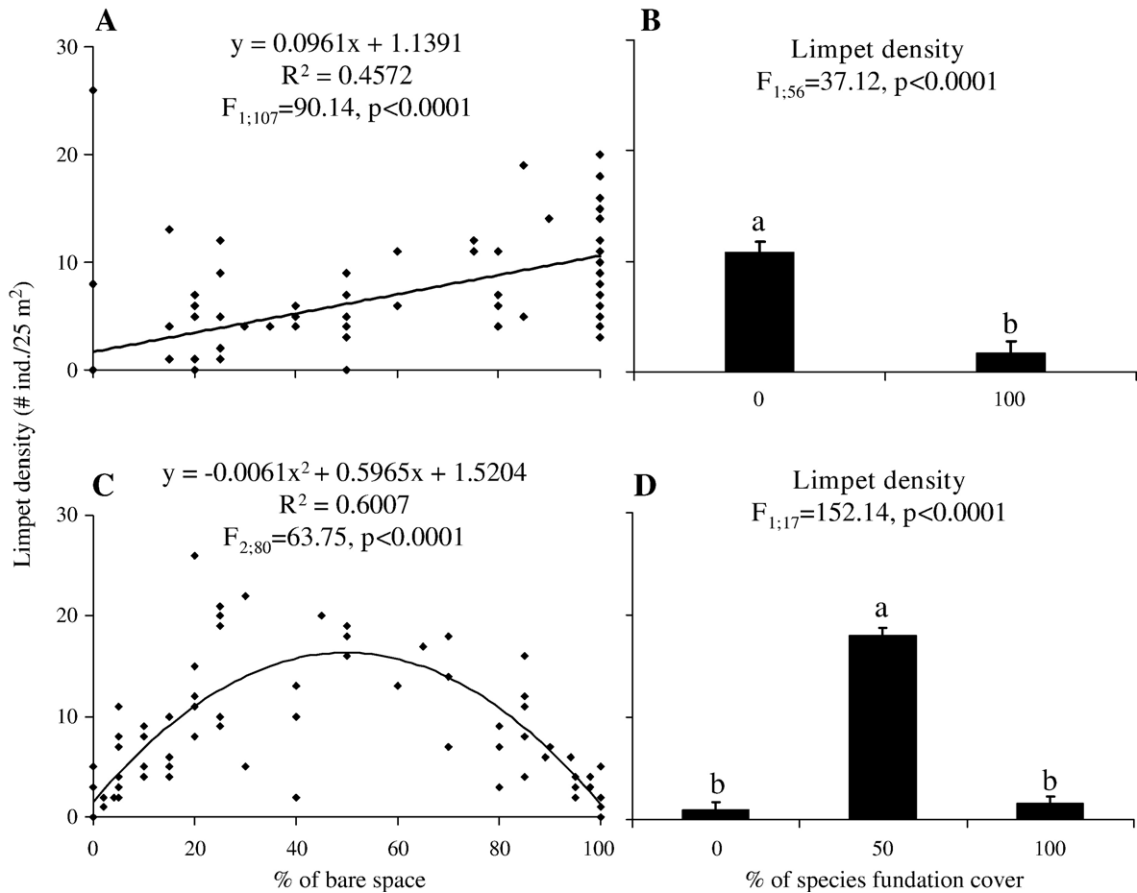 A
y = 0.0961x + 1.1391
R² = 0.4572
F₁;₁₀₇=90.14, p<0.0001
30
20
10
0
B
Limpet density
F₁;₅₆=37.12, p<0.0001
a
b
0
100
Limpet density (# ind./25 m²)
C
y = -0.0061x² + 0.5965x + 1.5204
R² = 0.6007
F₂;₈₀=63.75, p<0.0001
30
20
10
0
0 20 40 60 80 100
% of bare space
D
Limpet density
F₁;₁₇=152.14, p<0.0001
b
a
b
0 50 100
% of species fundation cover